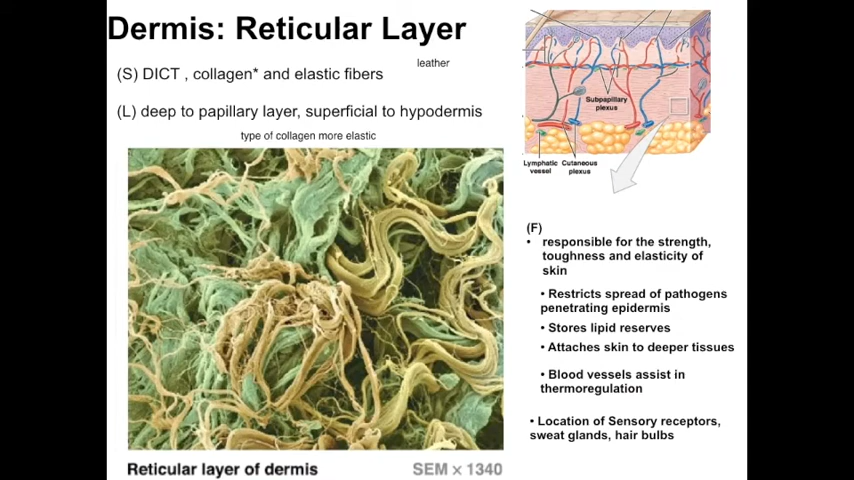 Dermis: Reticular Layer
leather
(S) DICT , collagen* and elastic fibers
(L) deep to papillary layer, superficial to hypodermis
type of collagen more elastic
Subpapillary
plexus
Lymphatic
vessel
Cutaneous
plexus
(F)
• responsible for the strength,
toughness and elasticity of
skin
• Restricts spread of pathogens
penetrating epidermis
• Stores lipid reserves
• Attaches skin to deeper tissues
• Blood vessels assist in
thermoregulation
• Location of Sensory receptors,
sweat glands, hair bulbs
Reticular layer of dermis
SEM × 1340